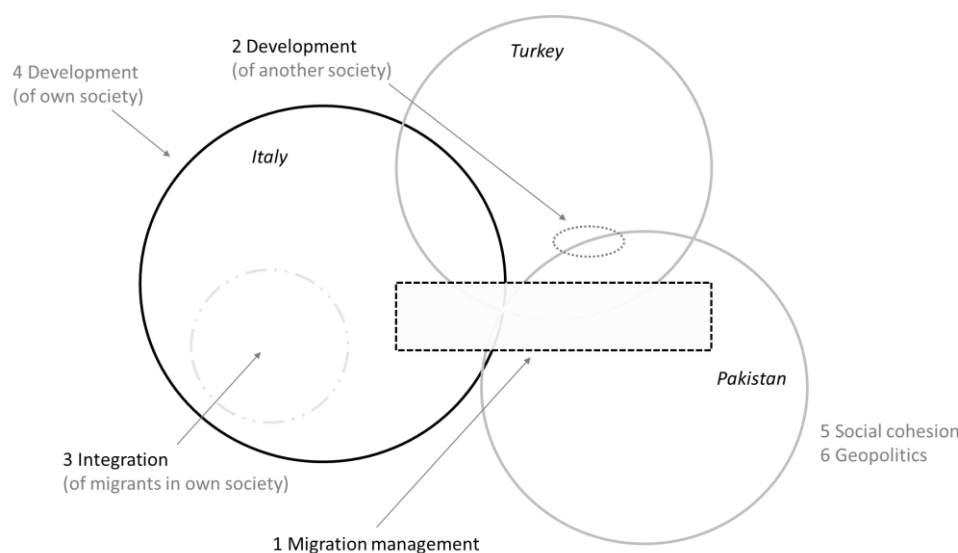 2 Development
(of another society)
Turkey
4 Development
(of own society)
Italy
Pakistan
5 Social cohesion
6 Geopolitics
3 Integration
(of migrants in own society)
1 Migration management